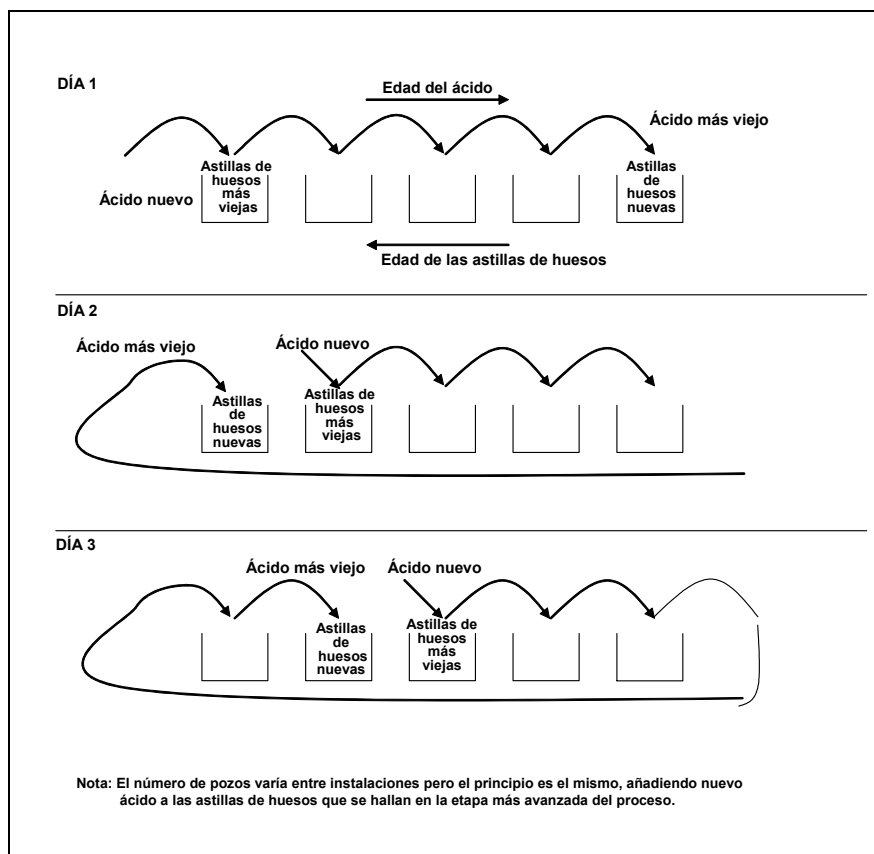 DÍA 1
Edad del ácido
Ácido más viejo
Ácido nuevo
Astillas de
huesos
más
viejas
Astillas
de
huesos
nuevas
Edad de las astillas de huesos
DÍA 2
Ácido más viejo
Ácido nuevo
Astillas
de
huesos
nuevas
Astillas de
huesos
más
viejas
DÍA 3
Ácido más viejo
Ácido nuevo
Astillas
de
huesos
nuevas
Astillas de
huesos
más
viejas
Nota: El número de pozos varía entre instalaciones pero el principio es el mismo, añadiendo nuevo
ácido a las astillas de huesos que se hallan en la etapa más avanzada del proceso.